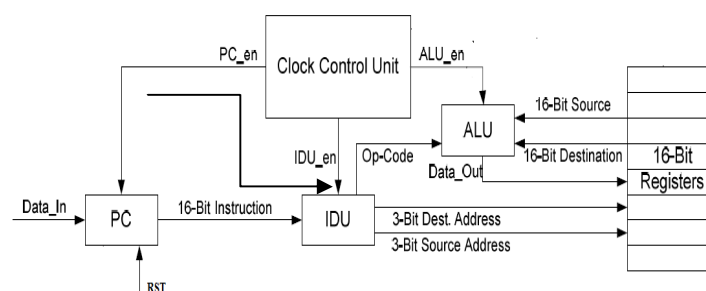 PC_en
Clock Control Unit
ALU_en
16-Bit Source
ALU
IDU_en
Op-Code
16-Bit Destination
16-Bit
Registers
Data_Out
Data_In
PC
16-Bit Instruction
IDU
3-Bit Dest. Address
3-Bit Source Address
RST